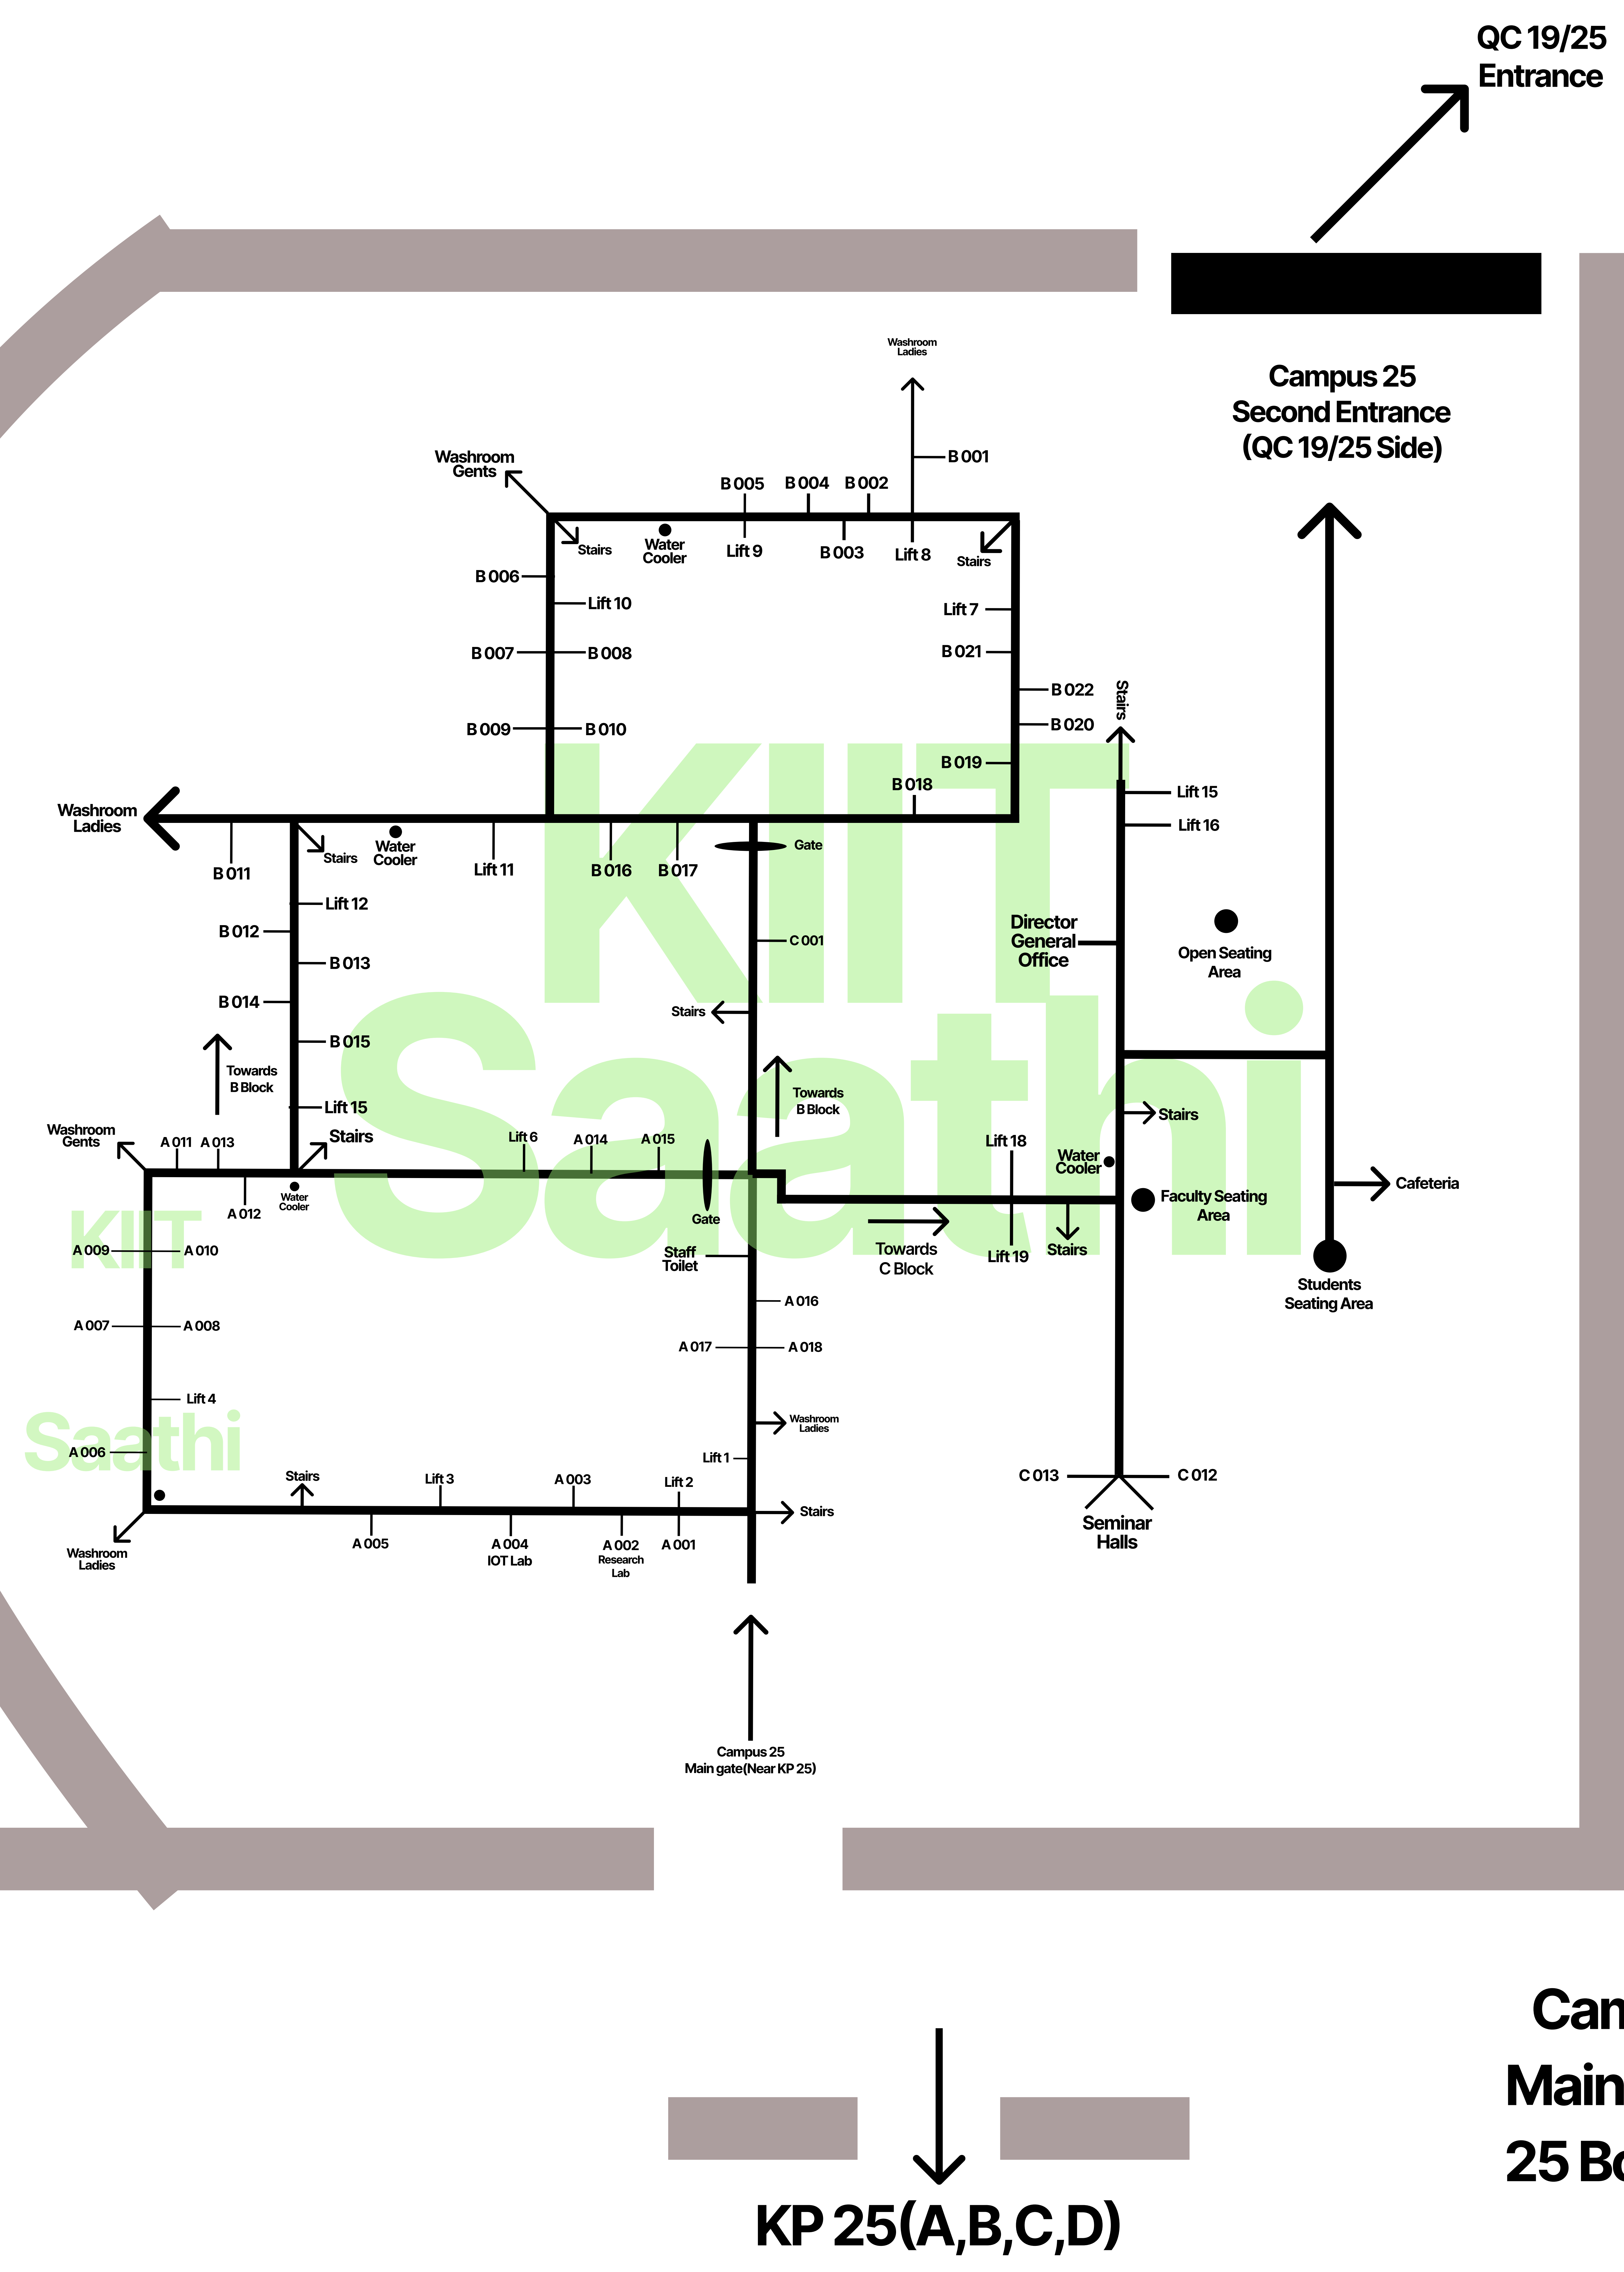 QC 19/25
Entrance
Campus 25
Second Entrance
(QC 19/25 Side)
Washroom
Ladies
B 001
Washroom
Gents
B 005
B 004
B 002
Stairs
Water
Cooler
Lift 9
B 003
Lift 8
Stairs
B 006
Lift 10
Lift 7
B 007
B 008
B 021
B 022
Stairs
B 009
B 010
B 020
B 019
B 018
Lift 15
Lift 16
Washroom
Ladies
B 011
Stairs
Water
Cooler
Lift 11
B 016
B 017
Gate
KIIT
Saathi
Lift 12
B 012
B 013
B 014
B 015
C 001
Stairs
Director
General
Office
Open Seating
Area
Towards
B Block
Lift 15
Towards
B Block
Stairs
Washroom
Gents
A 011
A 013
Stairs
Lift 6
A 014
A 015
Lift 18
Water
Cooler
Faculty Seating
Area
Cafeteria
A 012
Water
Cooler
Gate
Towards
C Block
Lift 19
Stairs
Students
Seating Area
KIIT
Saathi
A 009
A 010
Staff
Toilet
A 016
A 007
A 008
A 017
A 018
Lift 4
Washroom
Ladies
A 006
Lift 1
Stairs
Lift 3
A 003
Lift 2
Stairs
C 013
C 012
Seminar
Halls
Washroom
Ladies
A 005
A 004
IOT Lab
A 002
Research
Lab
A 001
Campus 25
Main gate(Near KP 25)
Cam
Main
25 Bo
KP 25(A,B,C,D)